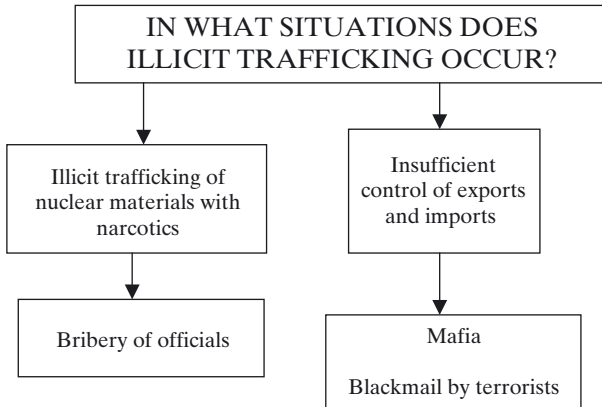 IN WHAT SITUATIONS DOES
ILLICIT TRAFFICKING OCCUR?
Illicit trafficking of
nuclear materials with
narcotics
Insufficient
control of exports
and imports
Bribery of officials
Mafia
Blackmail by terrorists